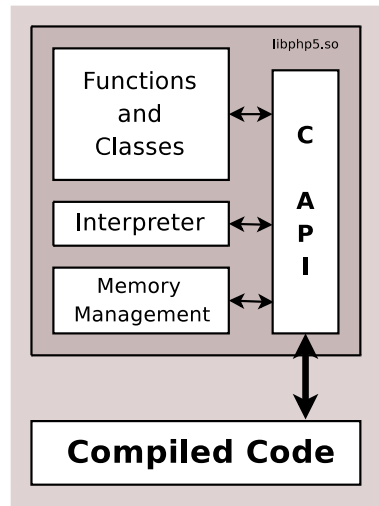 libphp5.so
Functions
and
Classes
Interpreter
Memory
Management
C
A
P
I
Compiled Code